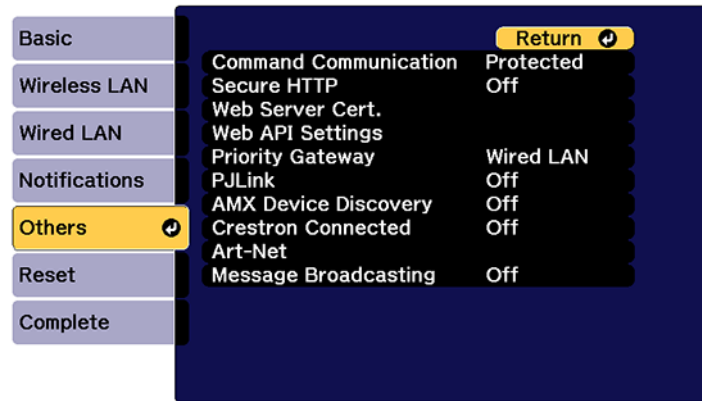 Basic
Wireless LAN
Wired LAN
Notifications
Others
Reset
Complete
Return
Command Communication Protected
Secure HTTP Off
Web Server Cert.
Web API Settings
Priority Gateway Wired LAN
PJLink Off
AMX Device Discovery Off
Crestron Connected Off
Art-Net
Message Broadcasting Off